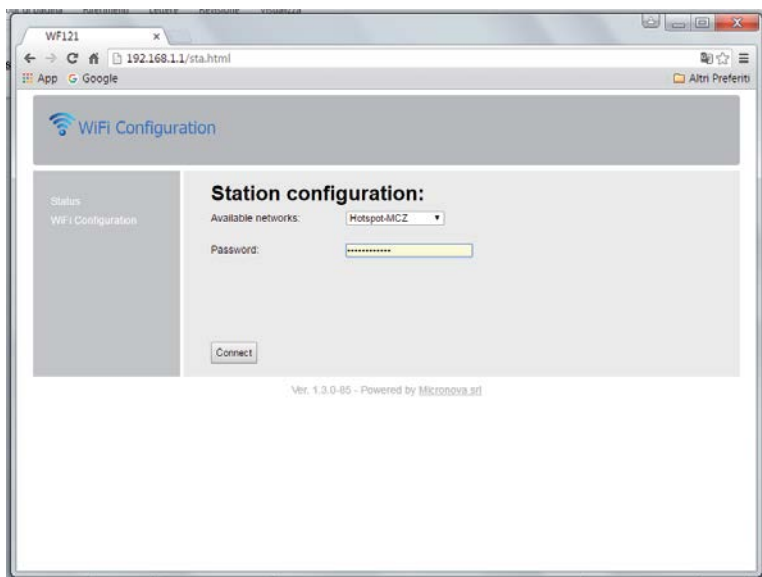 WF121
192.168.1.1/sta.html
App Google Altri Preferiti
WiFi Configuration
Status
WiFi Configuration
Station configuration:
Available networks: Hotspot-MCZ
Password: ••••••••••••
Connect
Ver. 1.3.0-85 - Powered by Micronova srl